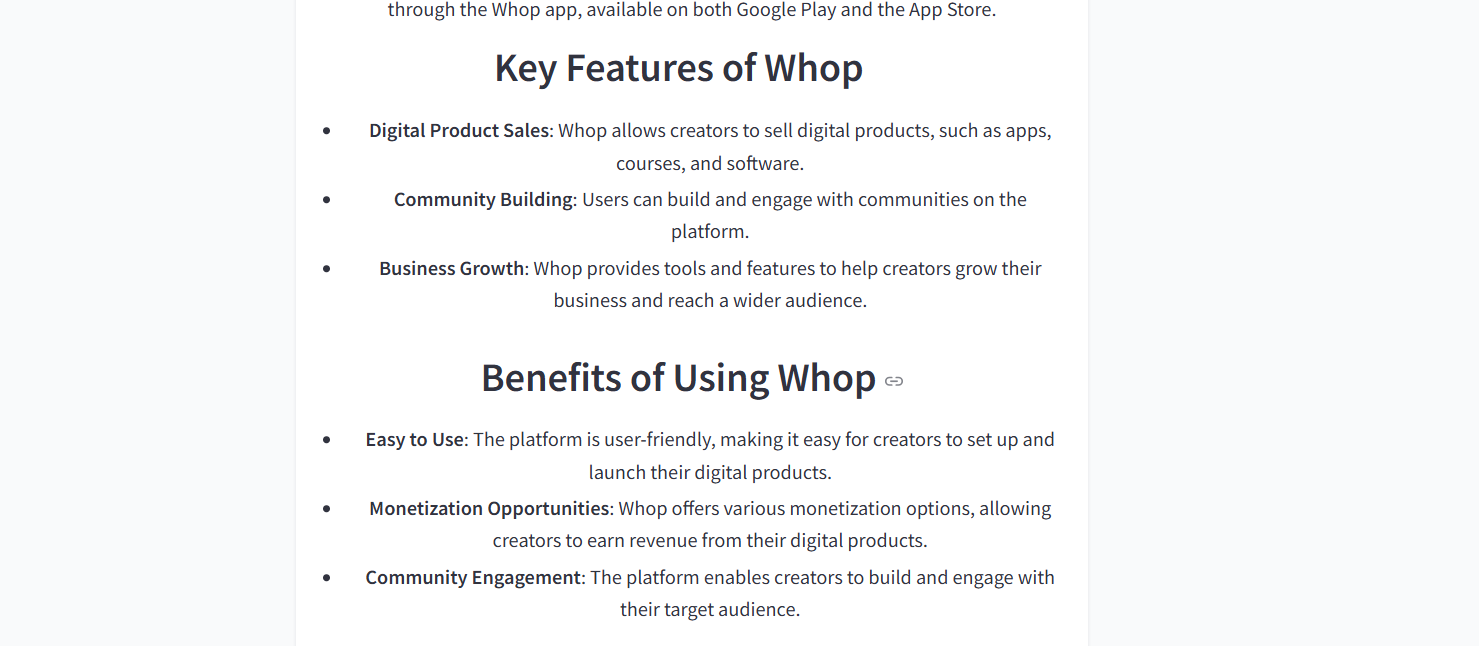 through the Whop app, available on both Google Play and the App Store.
Key Features of Whop
• Digital Product Sales: Whop allows creators to sell digital products, such as apps,
courses, and software.
• Community Building: Users can build and engage with communities on the
platform.
• Business Growth: Whop provides tools and features to help creators grow their
business and reach a wider audience.
Benefits of Using Whop
• Easy to Use: The platform is user-friendly, making it easy for creators to set up and
launch their digital products.
• Monetization Opportunities: Whop offers various monetization options, allowing
creators to earn revenue from their digital products.
• Community Engagement: The platform enables creators to build and engage with
their target audience.